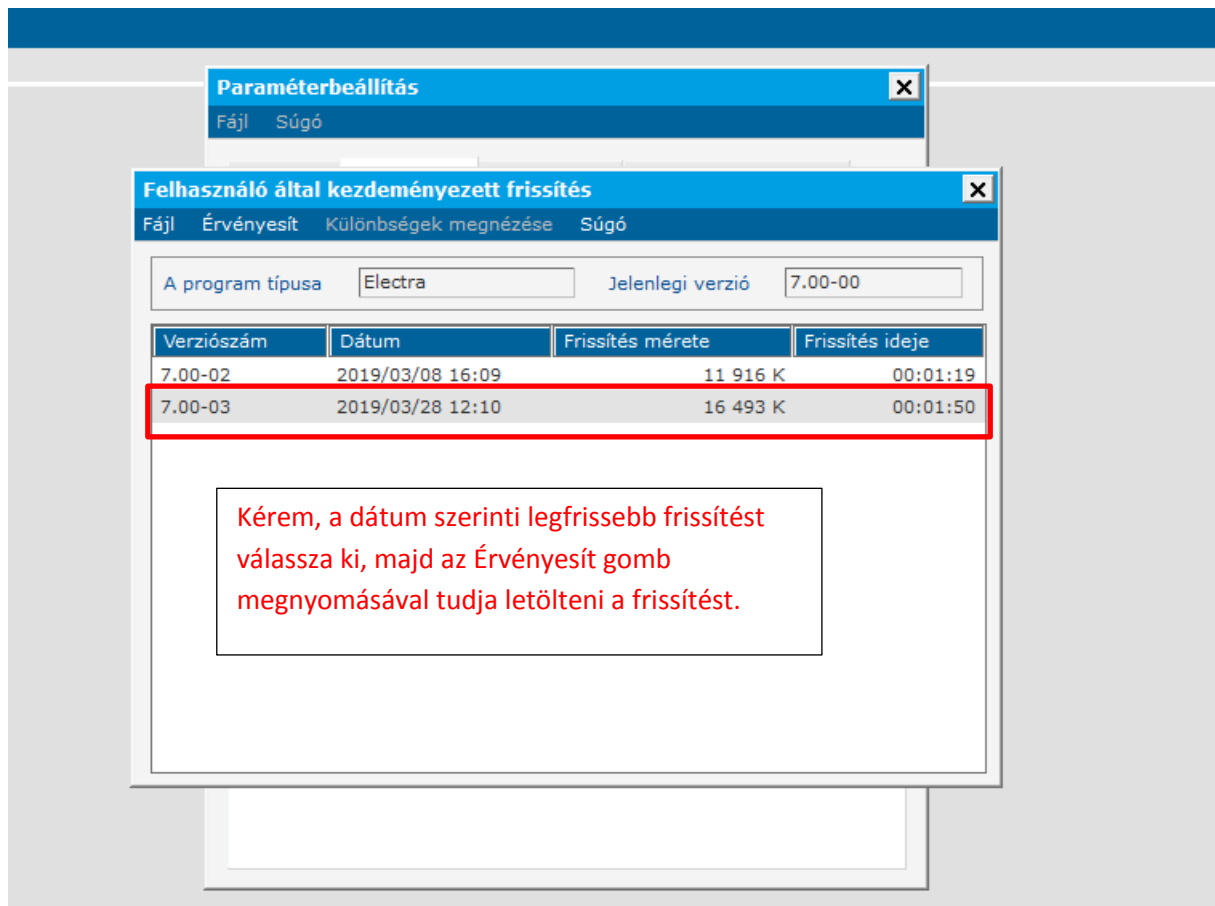 Paraméterbeállítás
Fájl Súgó
Felhasználó által kezdeményezett frissítés
Fájl Érvényesít Különbségek megnézése Súgó
A program típusa Electra Jelenlegi verzió 7.00-00
Verziószám Dátum Frissítés mérete Frissítés ideje
7.00-02 2019/03/08 16:09 11 916 K 00:01:19
7.00-03 2019/03/28 12:10 16 493 K 00:01:50
Kérem, a dátum szerinti legfrissebb frissítést
válassza ki, majd az Érvényesít gomb
megnyomásával tudja letölteni a frissítést.